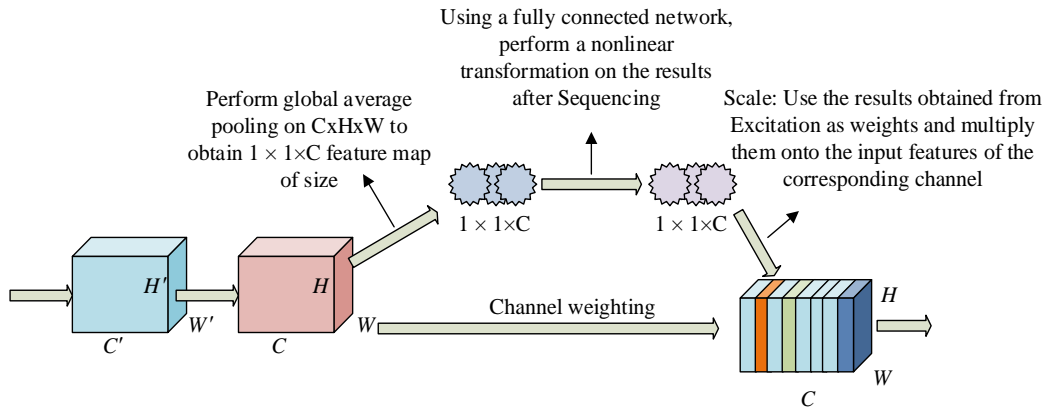 Using a fully connected network,
perform a nonlinear
transformation on the results
after Sequencing
Perform global average
pooling on CxHxW to
obtain 1 × 1×C feature map
of size
Scale: Use the results obtained from
Excitation as weights and multiply
them onto the input features of the
corresponding channel
1 × 1×C
1 × 1×C
H'
W'
C'
H
W
C
Channel weighting
H
W
C